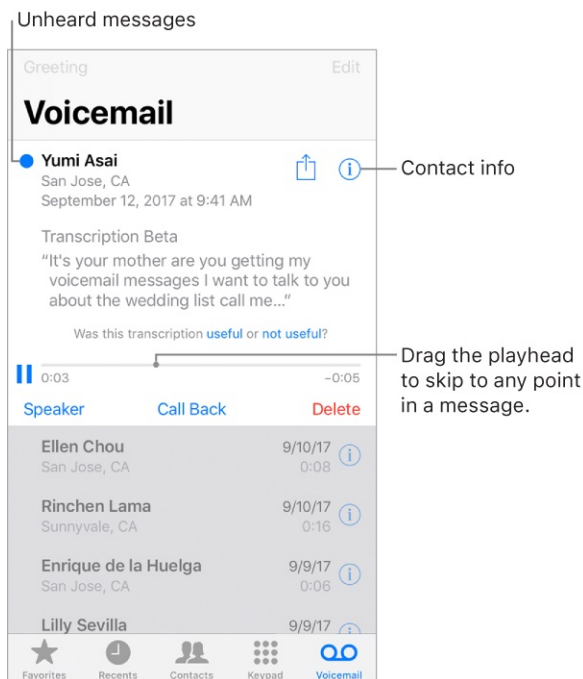 Unheard messages
Greeting Edit
Voicemail
Yumi Asai
San Jose, CA
September 12, 2017 at 9:41 AM
Contact info
Transcription Beta
“It's your mother are you getting my
voicemail messages I want to talk to you
about the wedding list call me...”
Was this transcription useful or not useful?
Drag the playhead
to skip to any point
in a message.
0:03 −0:05
Speaker Call Back Delete
Ellen Chou 9/10/17
San Jose, CA 0:08
Rinchen Lama 9/10/17
Sunnyvale, CA 0:16
Enrique de la Huelga 9/9/17
San Jose, CA 0:06
Lilly Sevilla 9/9/17
Favorites Recents Contacts Keypad Voicemail